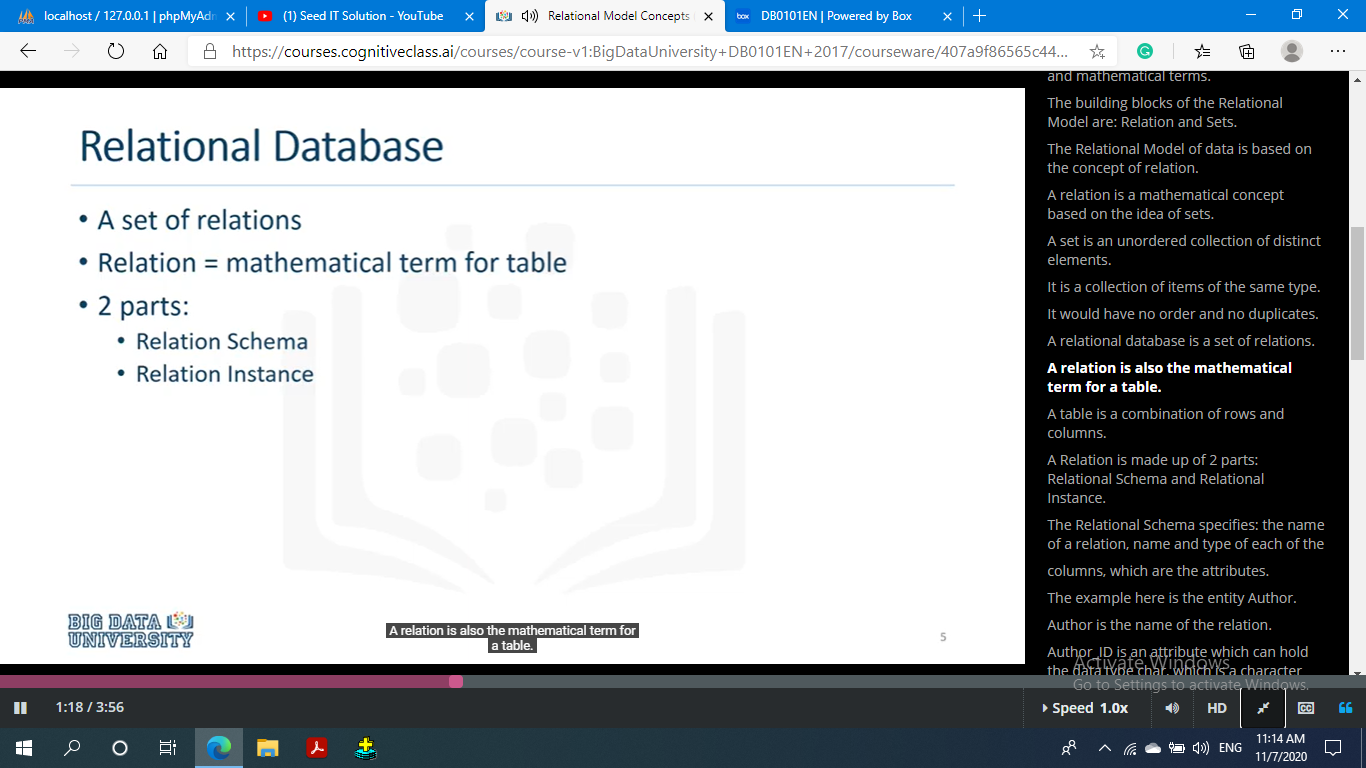 localhost / 127.0.0.1 | phpMyAdr
(1) Seed IT Solution - YouTube
Relational Model Concepts
box
DB0101EN | Powered by Box
https://courses.cognitiveclass.ai/courses/course-v1:BigDataUniversity+DB0101EN+2017/courseware/407a9f86565c44...
Relational Database
• A set of relations
• Relation = mathematical term for table
• 2 parts:
• Relation Schema
• Relation Instance
BIG DATA
UNIVERSITY
A relation is also the mathematical term for
a table.
5
and mathematical terms.
The building blocks of the Relational
Model are: Relation and Sets.
The Relational Model of data is based on
the concept of relation.
A relation is a mathematical concept
based on the idea of sets.
A set is an unordered collection of distinct
elements.
It is a collection of items of the same type.
It would have no order and no duplicates.
A relational database is a set of relations.
A relation is also the mathematical
term for a table.
A table is a combination of rows and
columns.
A Relation is made up of 2 parts:
Relational Schema and Relational
Instance.
The Relational Schema specifies: the name
of a relation, name and type of each of the
columns, which are the attributes.
The example here is the entity Author.
Author is the name of the relation.
Author_ID is an attribute which can hold
the data type char, which is a character
Activate Windows
Go to Settings to activate Windows.
1:18 / 3:56
Speed 1.0x
HD
CC
ENG
11:14 AM
11/7/2020